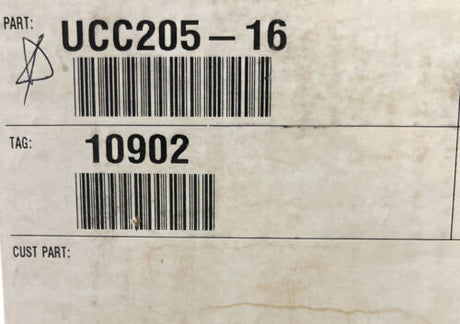 PART: UCC205-16
TAG: 10902
CUST PART: